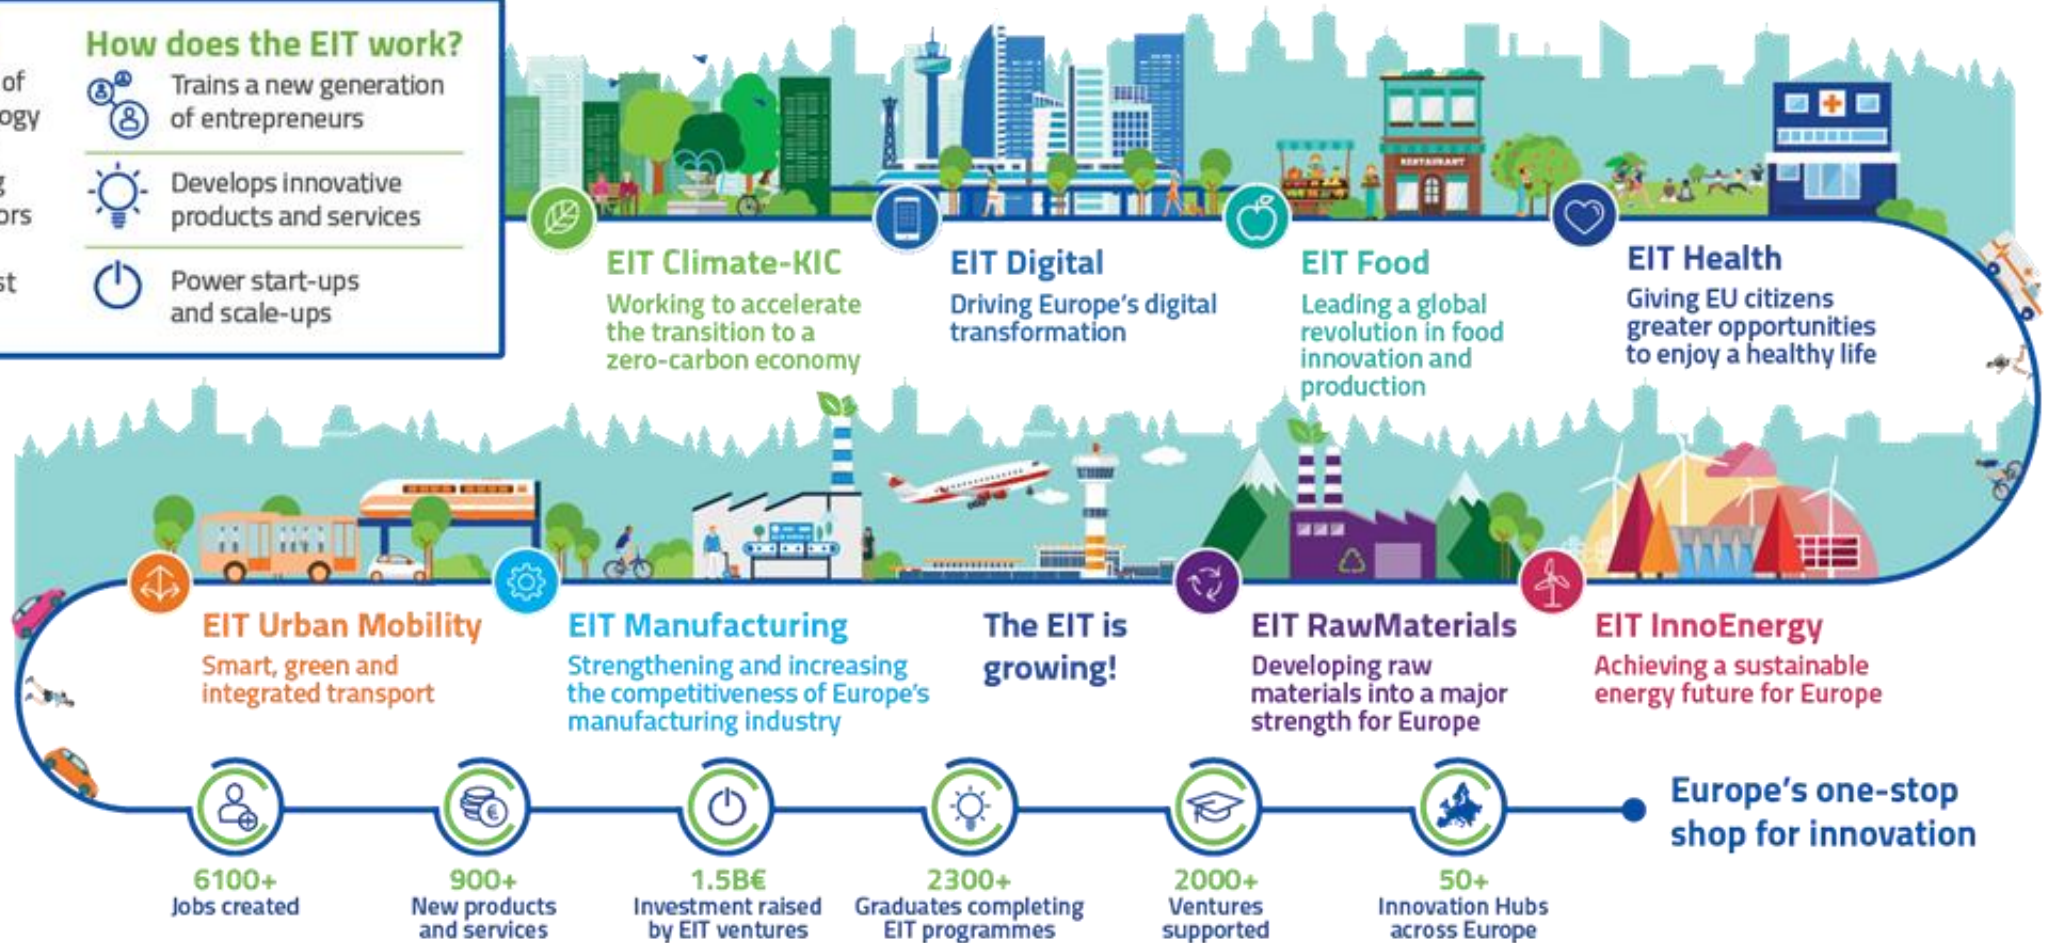 of
ogy
g
ors
st
How does the EIT work?
Trains a new generation
of entrepreneurs
Develops innovative
products and services
Power start-ups
and scale-ups
RESTAURANT
EIT Climate-KIC
Working to accelerate
the transition to a
zero-carbon economy
EIT Digital
Driving Europe's digital
transformation
EIT Food
Leading a global
revolution in food
innovation and
production
EIT Health
Giving EU citizens
greater opportunities
to enjoy a healthy life
EIT Urban Mobility
Smart, green and
integrated transport
EIT Manufacturing
Strengthening and increasing
the competitiveness of Europe's
manufacturing industry
The EIT is
growing!
EIT RawMaterials
Developing raw
materials into a major
strength for Europe
EIT InnoEnergy
Achieving a sustainable
energy future for Europe
6100+
Jobs created
900+
New products
and services
1.5B€
Investment raised
by EIT ventures
2300+
Graduates completing
EIT programmes
2000+
Ventures
supported
50+
Innovation Hubs
across Europe
Europe's one-stop
shop for innovation